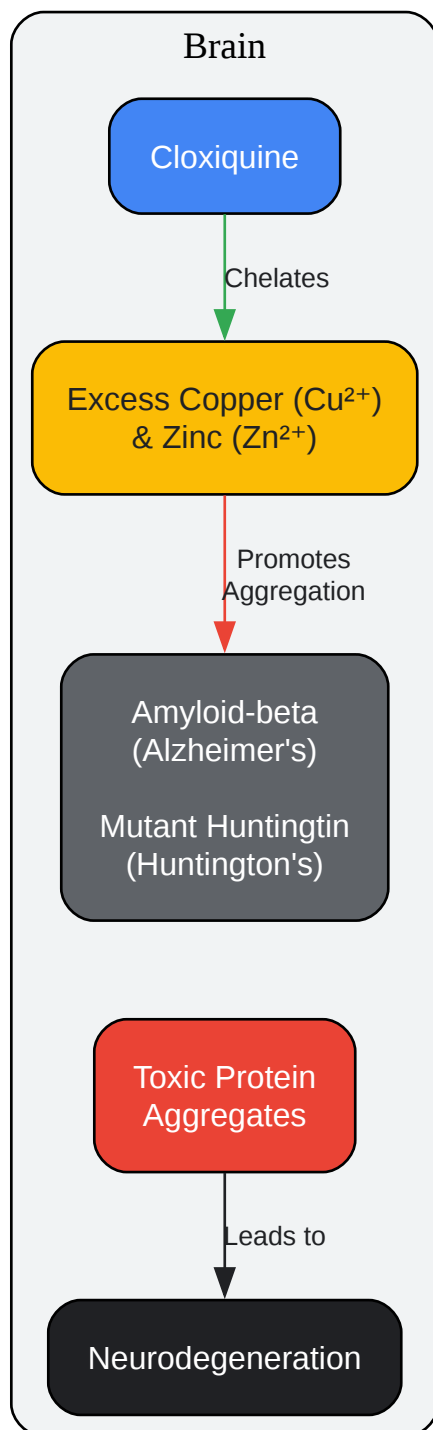 Brain
Cloxiquine
Chelates
Excess Copper (Cu²⁺)
& Zinc (Zn²⁺)
Promotes
Aggregation
Amyloid-beta
(Alzheimer's)
Mutant Huntingtin
(Huntington's)
Toxic Protein
Aggregates
Leads to
Neurodegeneration